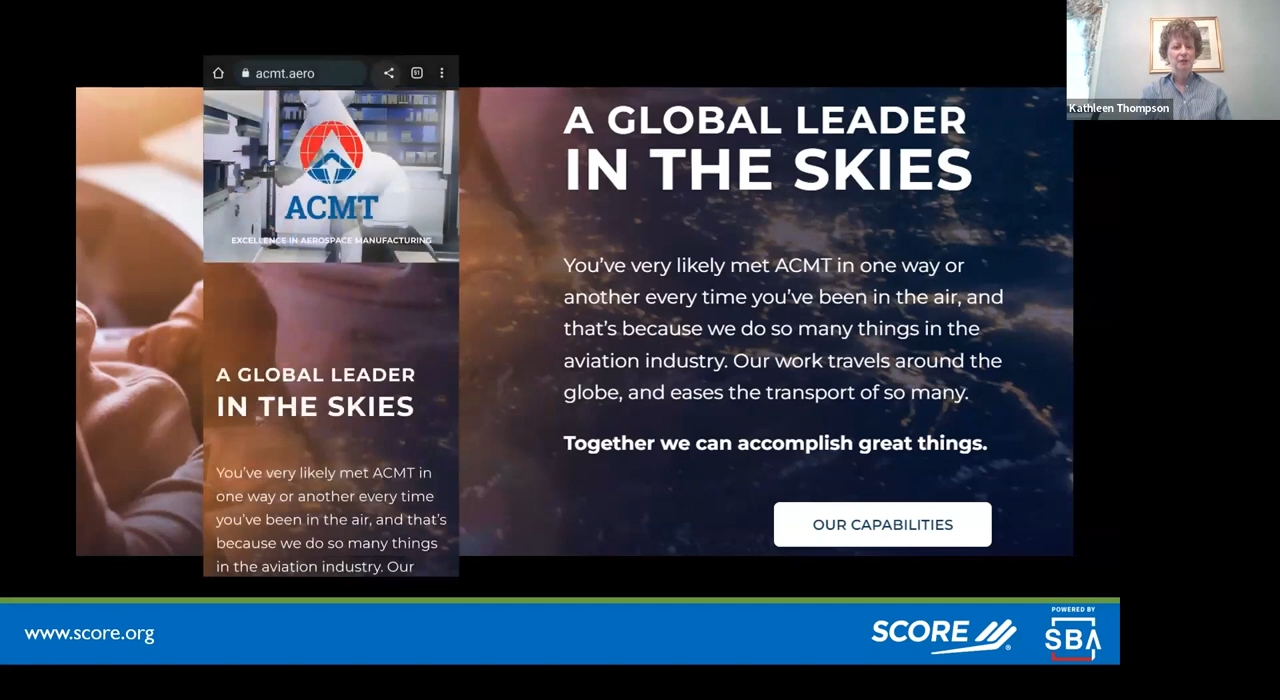 acmt.aero
51
ACMT
EXCELLENCE IN AEROSPACE MANUFACTURING
A GLOBAL LEADER
IN THE SKIES
You've very likely met ACMT in
one way or another every time
you've been in the air, and that's
because we do so many things
in the aviation industry. Our
A GLOBAL LEADER
IN THE SKIES
You've very likely met ACMT in one way or
another every time you've been in the air, and
that's because we do so many things in the
aviation industry. Our work travels around the
globe, and eases the transport of so many.
Together we can accomplish great things.
OUR CAPABILITIES
Kathleen Thompson
www.score.org
SCORE
®
POWERED BY
SBA